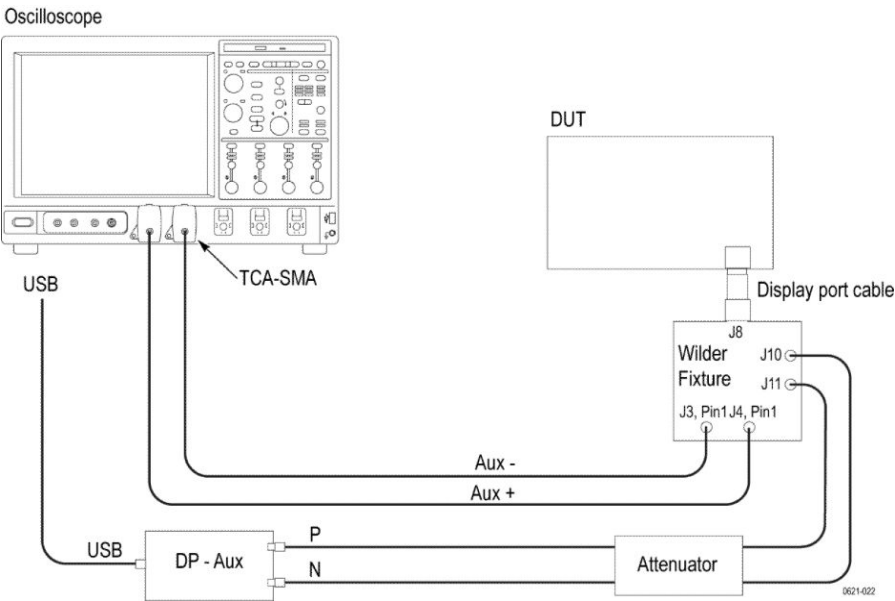 Oscilloscope
DUT
TCA-SMA
USB
Display port cable
J8
Wilder
Fixture
J10
J11
J3, Pin1 J4, Pin1
Aux -
Aux +
USB
DP - Aux
P
N
Attenuator
0621-022